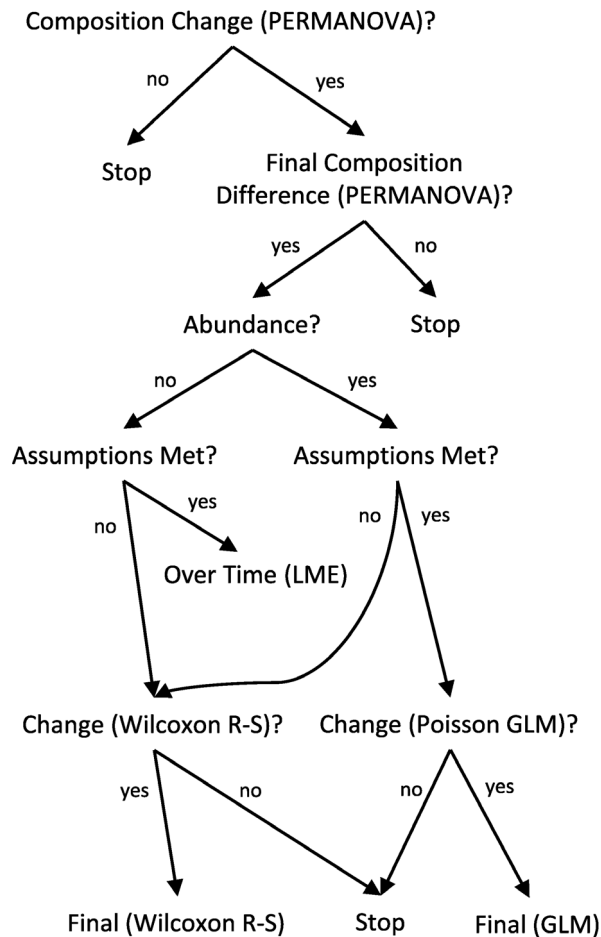 Composition Change (PERMANOVA)?
no
yes
Stop
Final Composition
Difference (PERMANOVA)?
yes
no
Abundance?
Stop
no
yes
Assumptions Met?
Assumptions Met?
no
yes
no
yes
Over Time (LME)
Change (Wilcoxon R-S)?
Change (Poisson GLM)?
yes
no
no
yes
Final (Wilcoxon R-S)
Stop
Final (GLM)